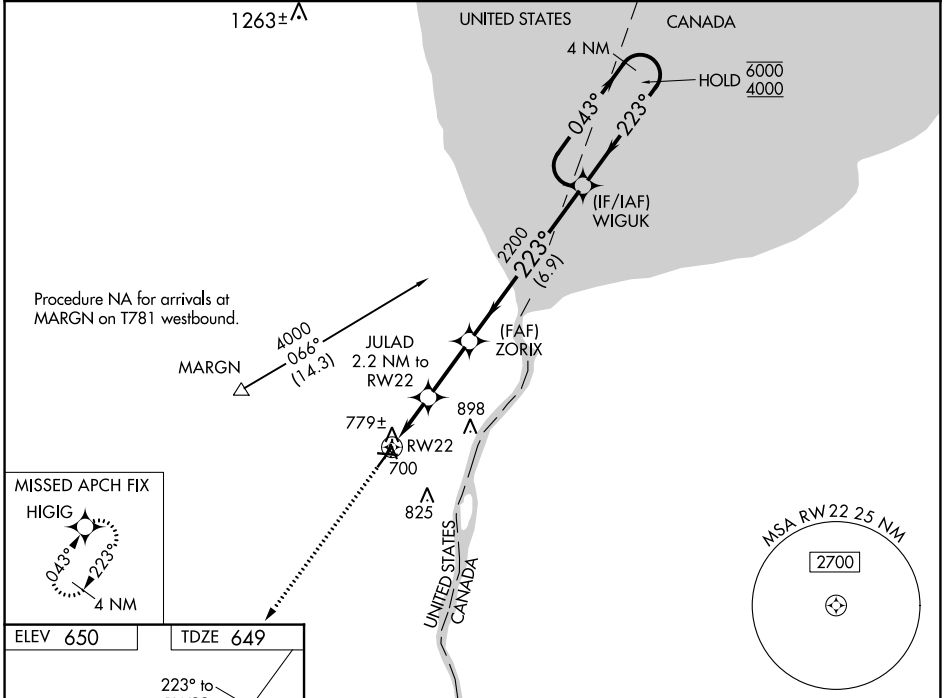 1263±
UNITED STATES
CANADA
4 NM
HOLD 6000
4000
043°
223°
(IF/IAF)
WIGUK
2200
223°
(6.9)
Procedure NA for arrivals at
MARGN on T781 westbound.
4000
066°
(14.3)
MARGN
JULAD
2.2 NM to
RW22
(FAF)
ZORIX
779±
898
RW22
700
825
MISSED APCH FIX
HIGIG
043°
223°
4 NM
UNITED STATES
CANADA
MSA RW 22 25 NM
2700
ELEV 650
TDZE 649
223° to